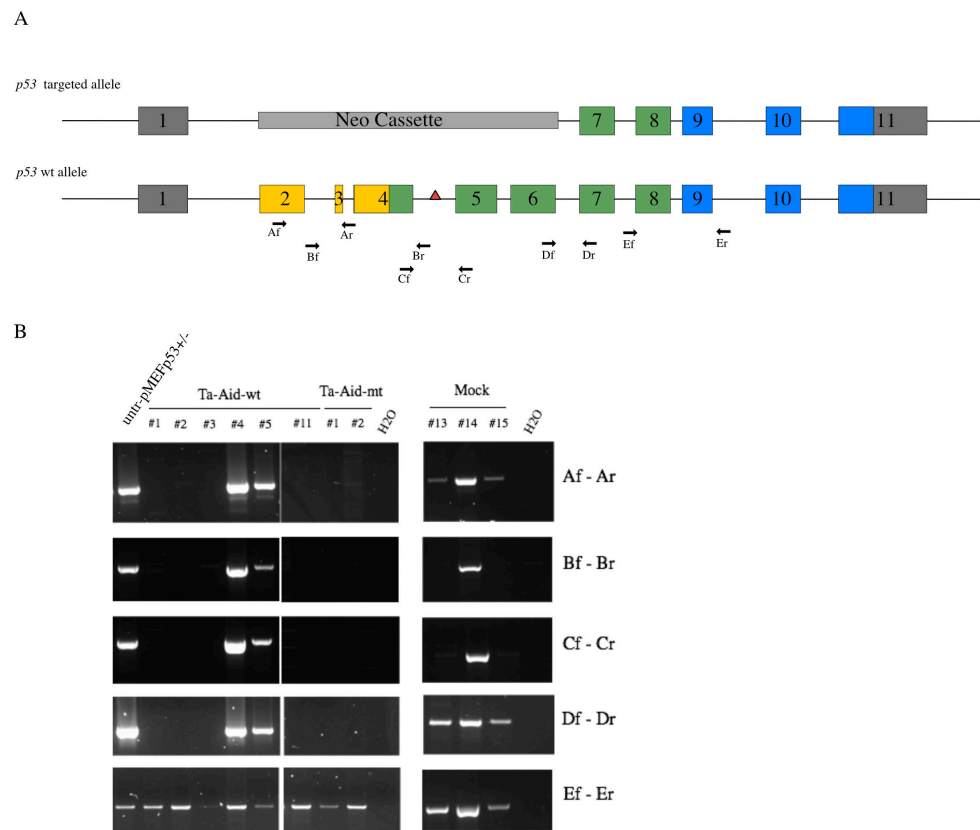 A
p53 targeted allele
1 Neo Cassette 7 8 9 10 11
p53 wt allele
1 2 3 4 5 6 7 8 9 10 11
Af Ar Bf Br Cf Cr Df Dr Ef Er
B
untr-pMEFp53+/-
Ta-Aid-wt Ta-Aid-mt Mock
#1 #2 #3 #4 #5 #11 #1 #2 H2O #13 #14 #15 H2O
Af - Ar
Bf - Br
Cf - Cr
Df - Dr
Ef - Er